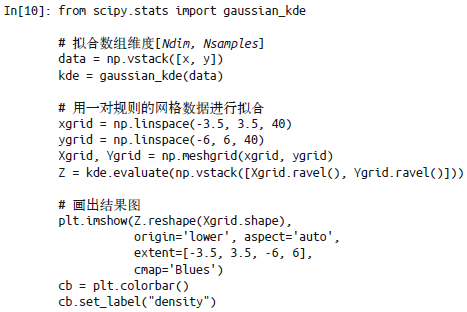 In[10]: from scipy.stats import gaussian_kde
# 拟合数组维度[Ndim, Nsamples]
data = np.vstack([x, y])
kde = gaussian_kde(data)
# 用一对规则的网格数据进行拟合
xgrid = np.linspace(-3.5, 3.5, 40)
ygrid = np.linspace(-6, 6, 40)
Xgrid, Ygrid = np.meshgrid(xgrid, ygrid)
Z = kde.evaluate(np.vstack([Xgrid.ravel(), Ygrid.ravel()]))
# 画出结果图
plt.imshow(Z.reshape(Xgrid.shape),
origin='lower', aspect='auto',
extent=[-3.5, 3.5, -6, 6],
cmap='Blues')
cb = plt.colorbar()
cb.set_label("density")